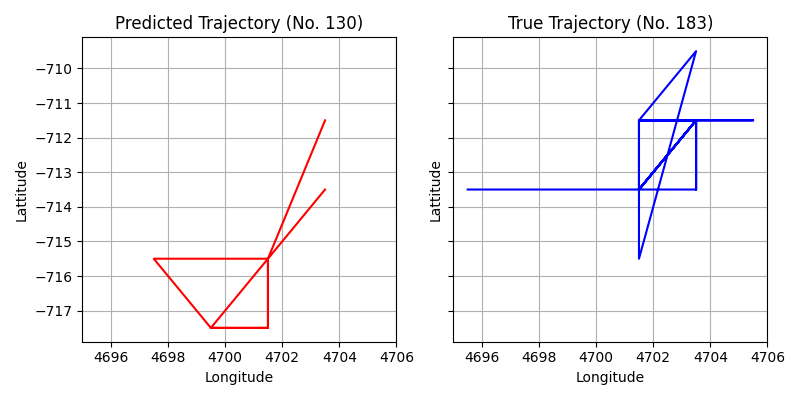 Predicted Trajectory (No. 130)
True Trajectory (No. 183)
Lattitude
−710
−711
−712
−713
−714
−715
−716
−717
4696 4698 4700 4702 4704 4706
Longitude
Lattitude
4696 4698 4700 4702 4704 4706
Longitude